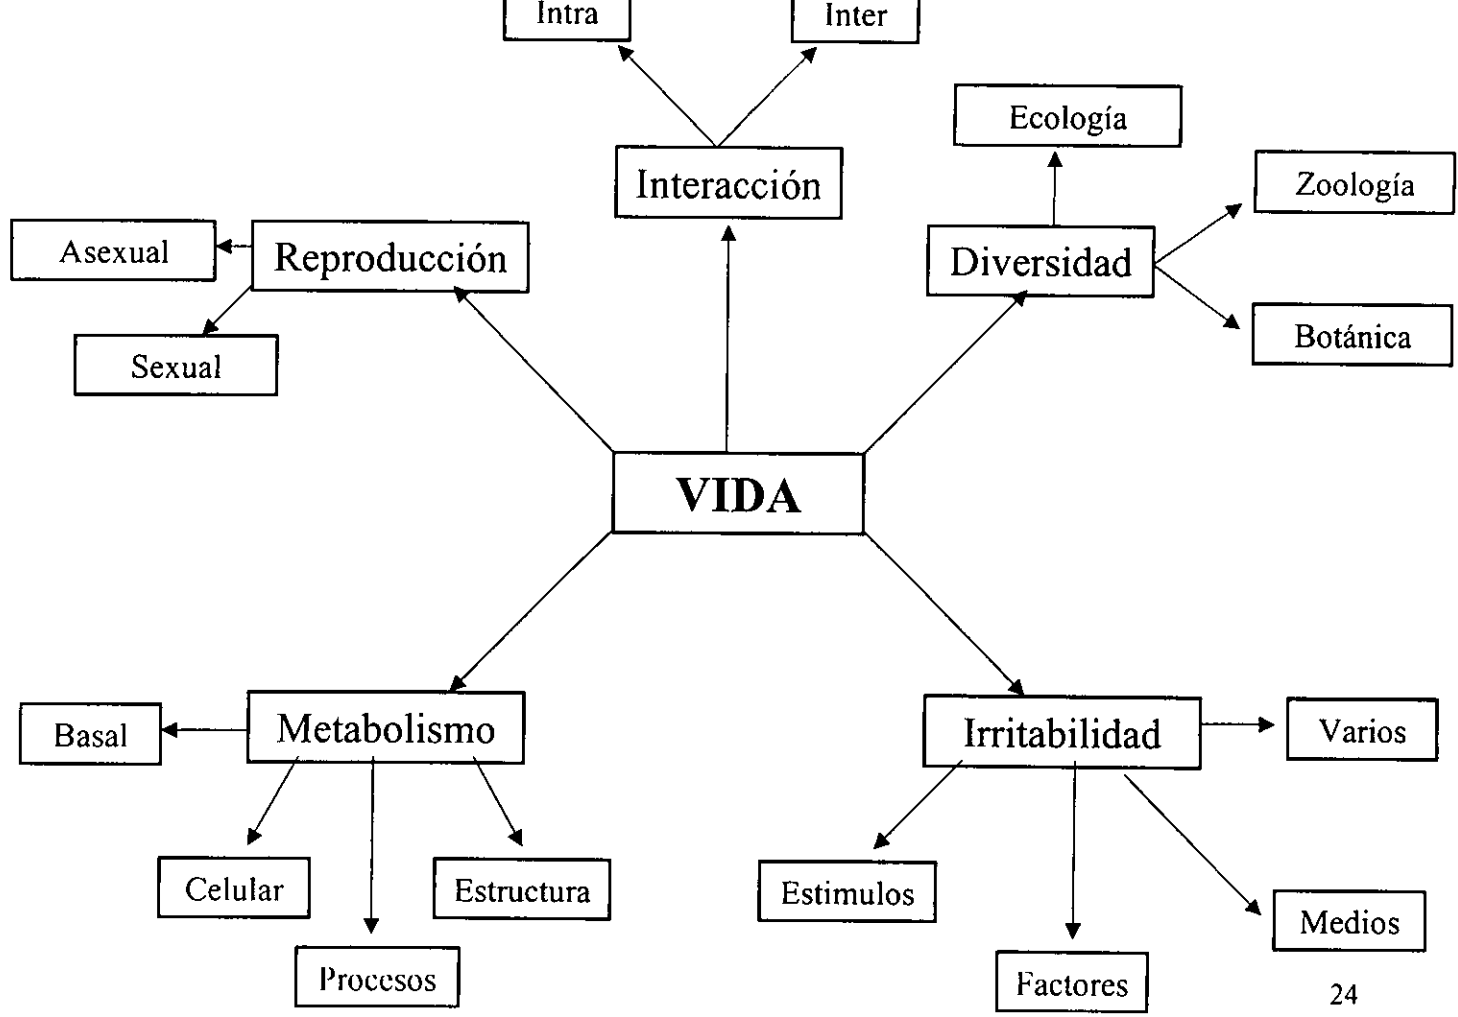 Intra
Inter
Ecología
Interacción
Zoología
Asexual
Reproducción
Diversidad
Botánica
Sexual
VIDA
Basal
Metabolismo
Irritabilidad
Varios
Celular
Estructura
Estimulos
Medios
Procesos
Factores
24